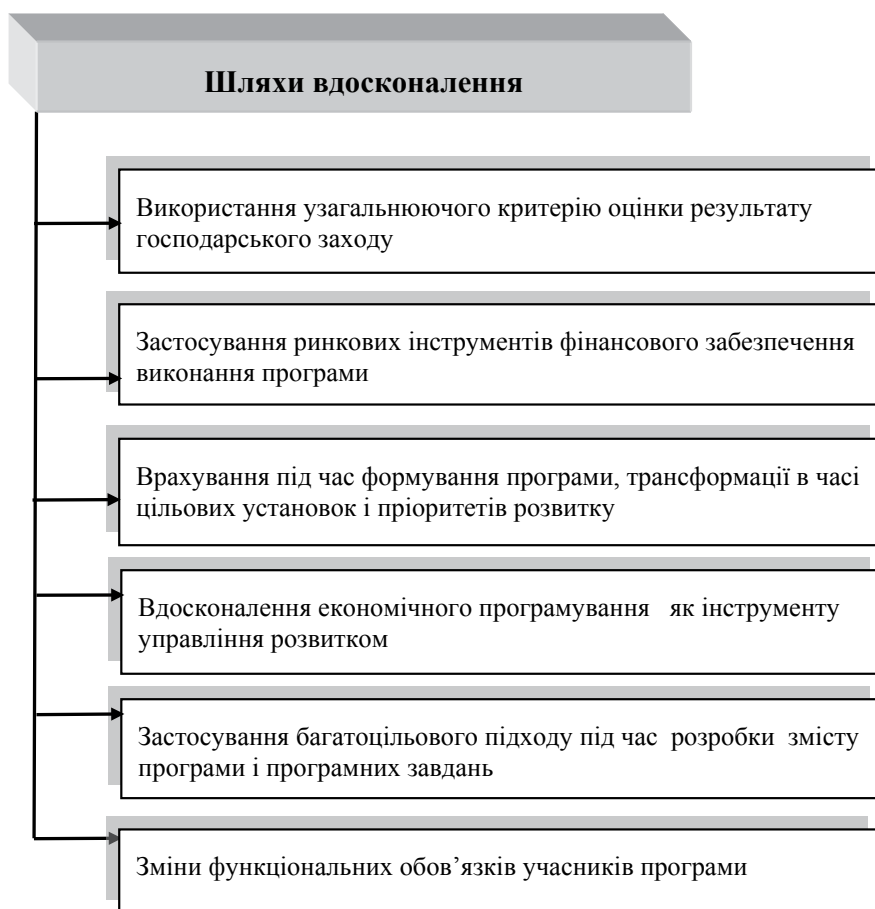 Шляхи вдосконалення
Використання узагальнюючого критерію оцінки результату
господарського заходу
Застосування ринкових інструментів фінансового забезпечення
виконання програми
Врахування під час формування програми, трансформації в часі
цільових установок і пріоритетів розвитку
Вдосконалення економічного програмування як інструменту
управління розвитком
Застосування багатоцільового підходу під час розробки змісту
програми і програмних завдань
Зміни функціональних обов’язків учасників програми